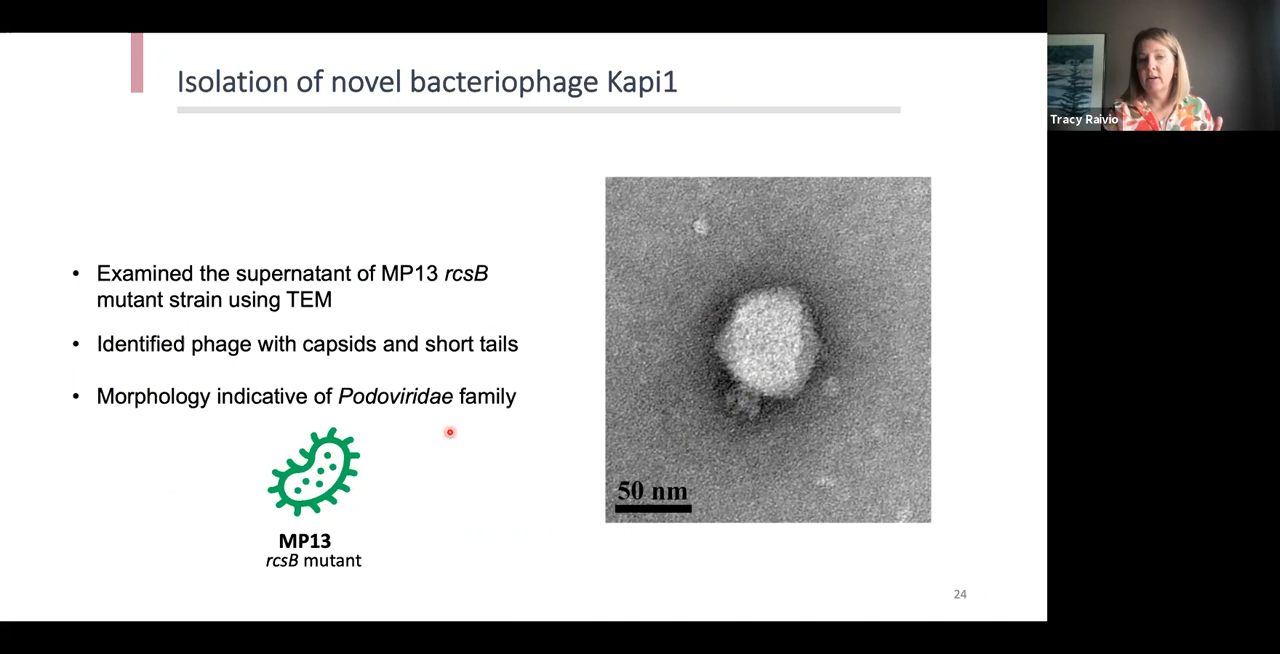 Isolation of novel bacteriophage Kapi1
Tracy Raivio
• Examined the supernatant of MP13 rcsB
mutant strain using TEM
• Identified phage with capsids and short tails
• Morphology indicative of Podoviridae family
MP13
rcsB mutant
50 nm
24